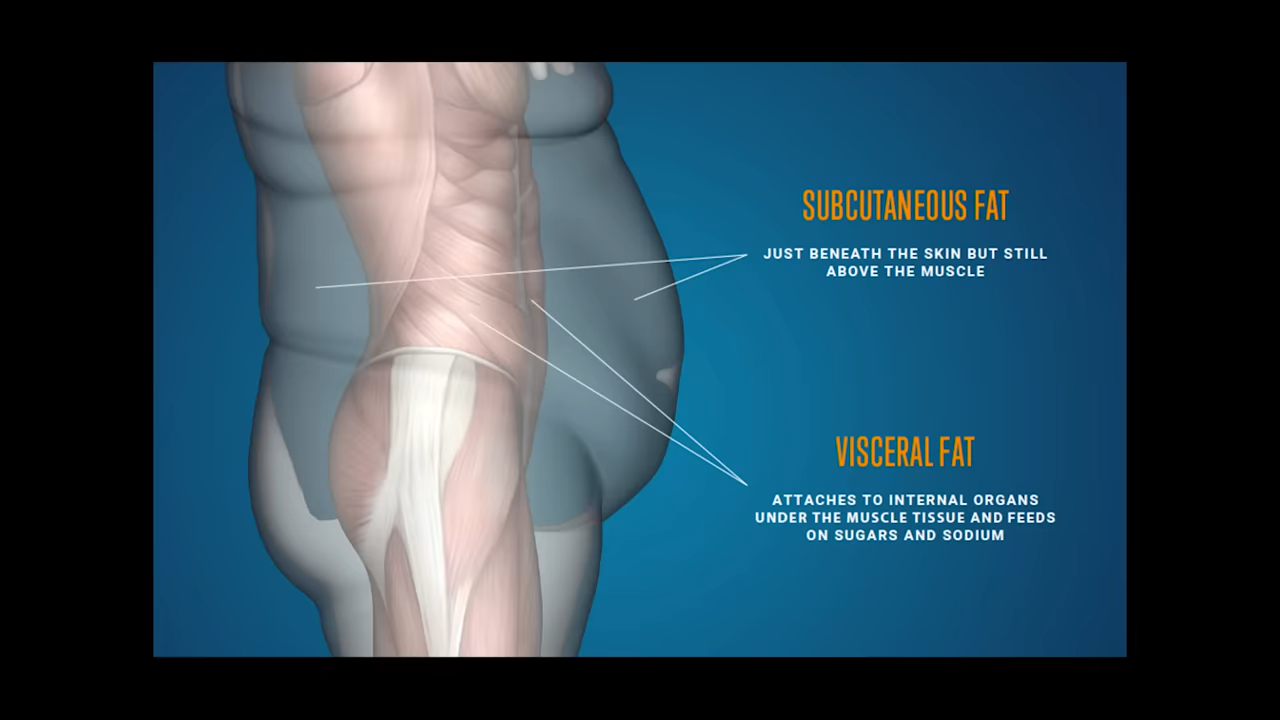 SUBCUTANEOUS FAT
JUST BENEATH THE SKIN BUT STILL
ABOVE THE MUSCLE
VISCERAL FAT
ATTACHES TO INTERNAL ORGANS
UNDER THE MUSCLE TISSUE AND FEEDS
ON SUGARS AND SODIUM